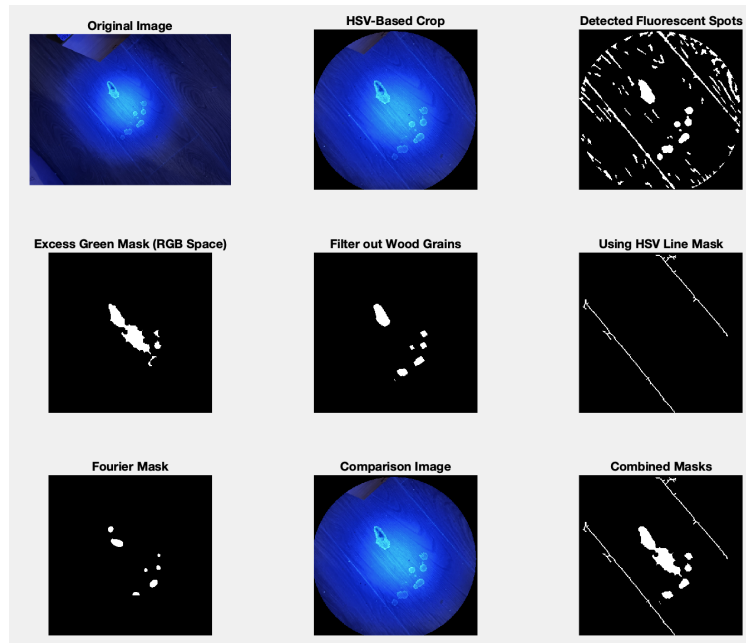 Original Image
HSV-Based Crop
Detected Fluorescent Spots
Excess Green Mask (RGB Space)
Filter out Wood Grains
Using HSV Line Mask
Fourier Mask
Comparison Image
Combined Masks